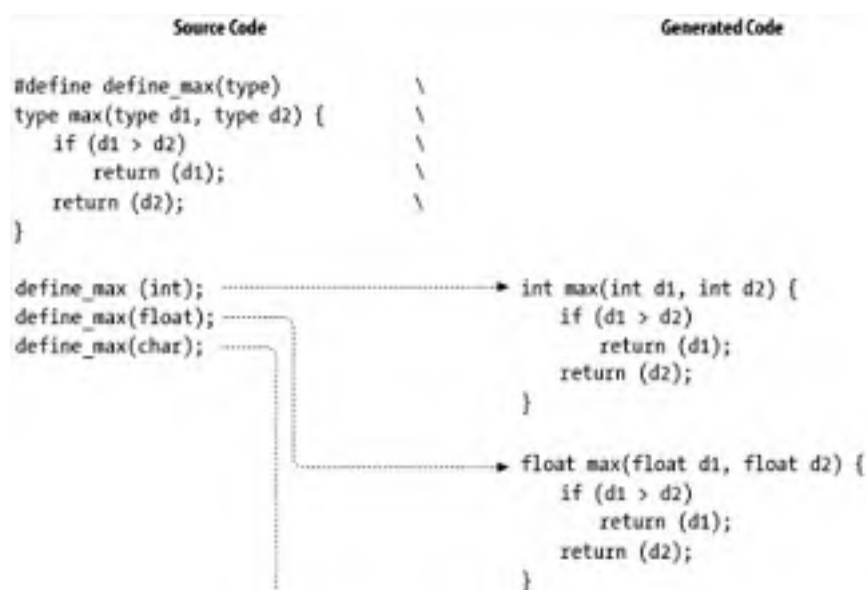 Source Code
#define define_max(type) \
type max(type d1, type d2) { \
if (d1 > d2) \
return (d1); \
return (d2); \
}
define_max (int);
define_max(float);
define_max(char);
Generated Code
int max(int d1, int d2) {
if (d1 > d2)
return (d1);
return (d2);
}
float max(float d1, float d2) {
if (d1 > d2)
return (d1);
return (d2);
}